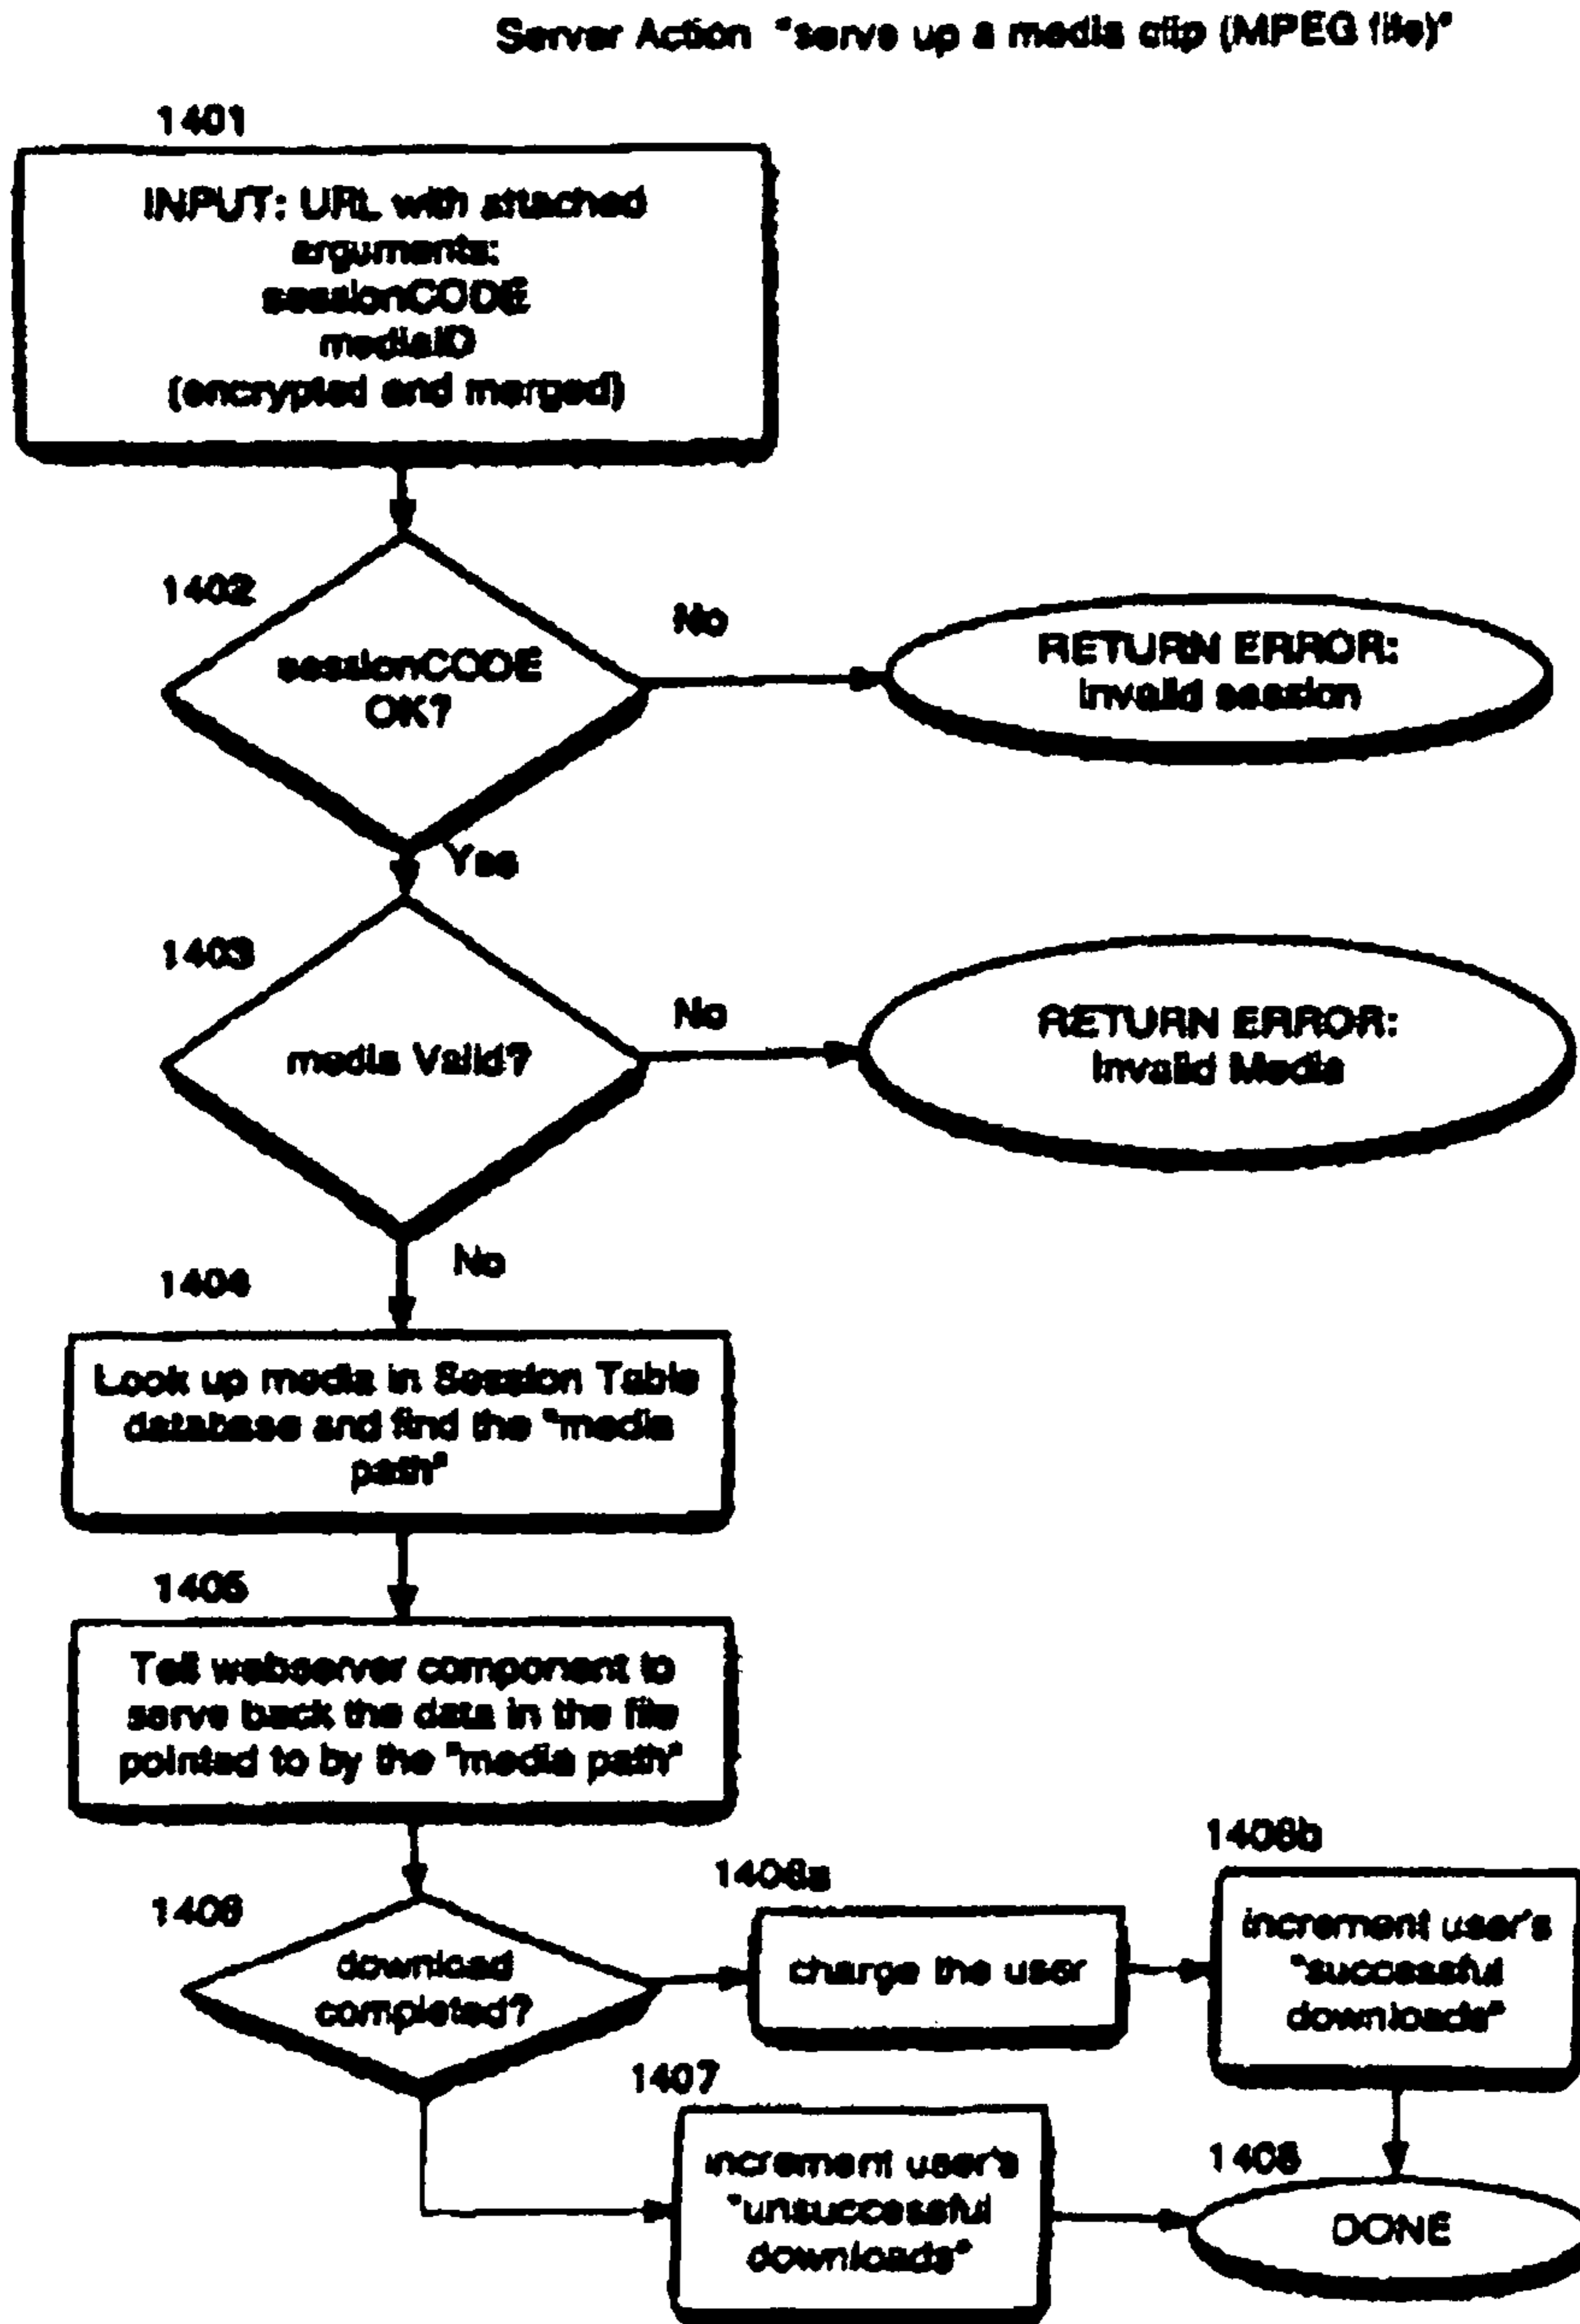 Server Action "serve up a media clip (MPEG file)"
1401
INPUT: URL with attached
arguments:
sessionCODE
mediaID
(encrypted and merged)
1402
sessionCODE
OK?
No
RETURN ERROR:
invalid session
Yes
1403
media Valid?
No
RETURN ERROR:
Invalid Media
No
1404
Look up media in Session Table
database and find the "media
path"
1405
Tell webserver component to
serve back the data in the file
pointed to by the "media path"
1406
download
completed?
1406a
charge the user
1406b
increment user's
"successful
downloads"
1407
increment user's
"unsuccessful
downloads"
1408
DONE